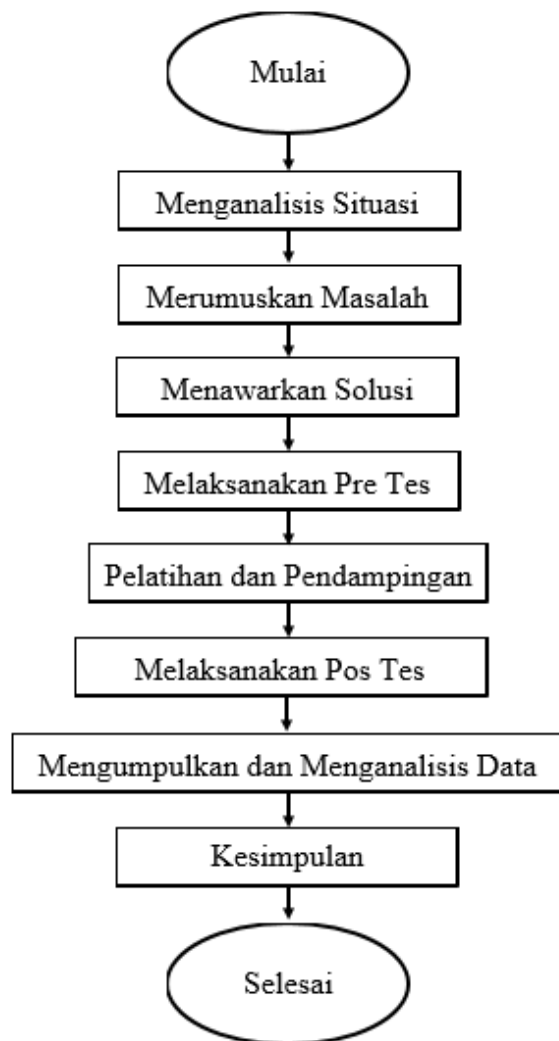 Mulai
Menganalisis Situasi
Merumuskan Masalah
Menawarkan Solusi
Melaksanakan Pre Tes
Pelatihan dan Pendampingan
Melaksanakan Pos Tes
Mengumpulkan dan Menganalisis Data
Kesimpulan
Selesai